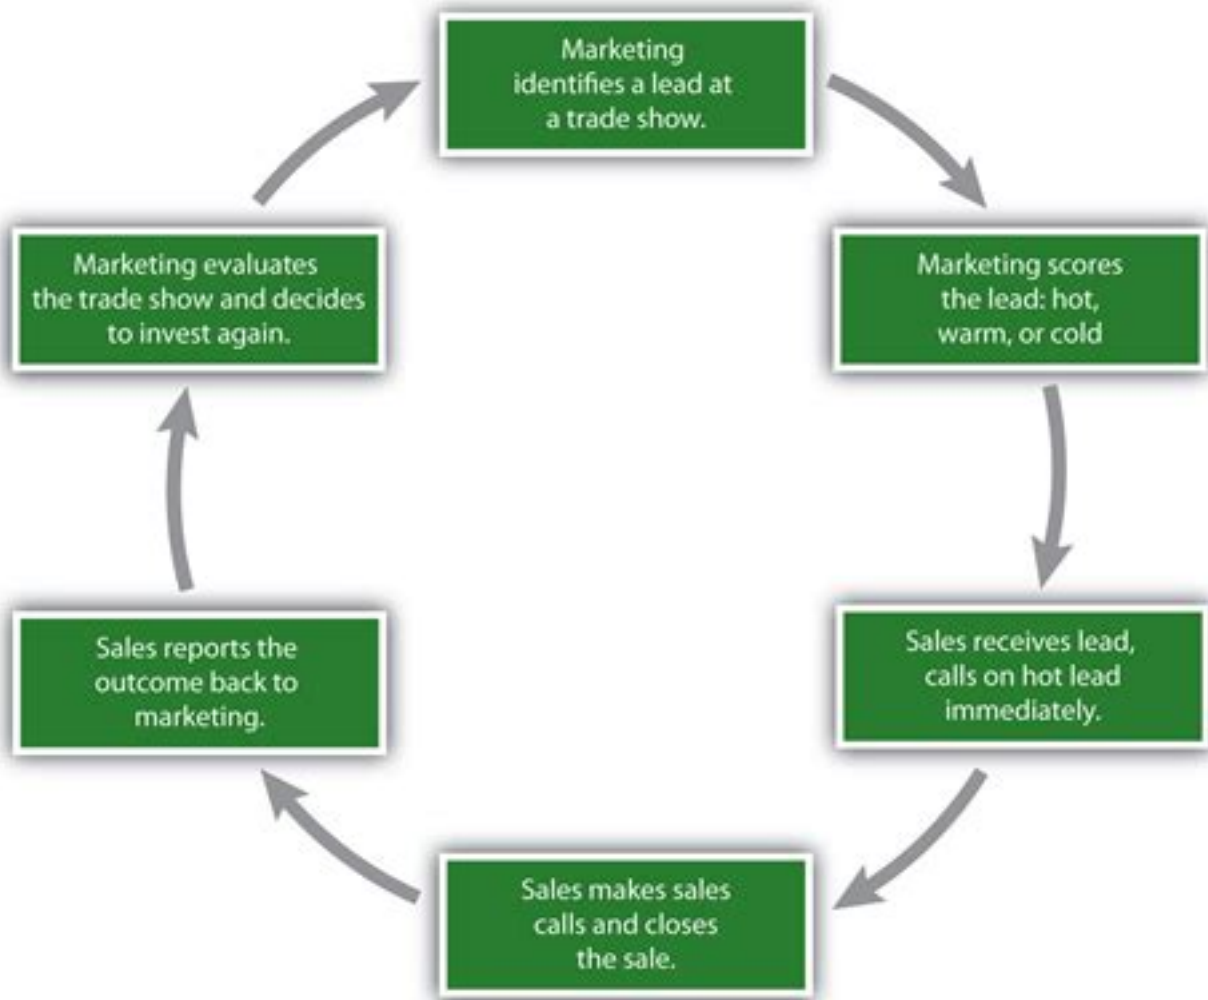 Marketing
identifies a lead at
a trade show.
Marketing scores
the lead: hot,
warm, or cold
Sales receives lead,
calls on hot lead
immediately.
Sales makes sales
calls and closes
the sale.
Sales reports the
outcome back to
marketing.
Marketing evaluates
the trade show and decides
to invest again.